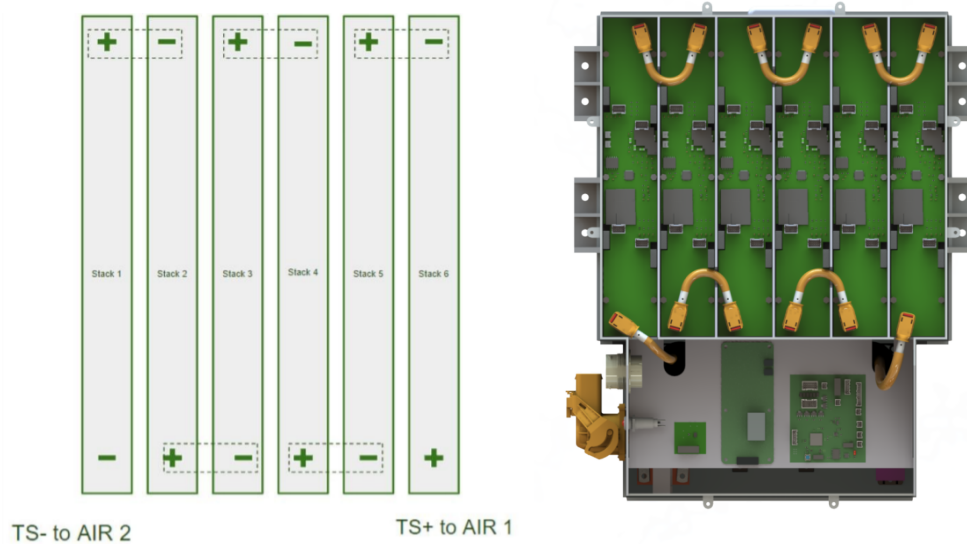 + - + - + -
Stack 1 Stack 2 Stack 3 Stack 4 Stack 5 Stack 6
- + - + - +
TS- to AIR 2 TS+ to AIR 1